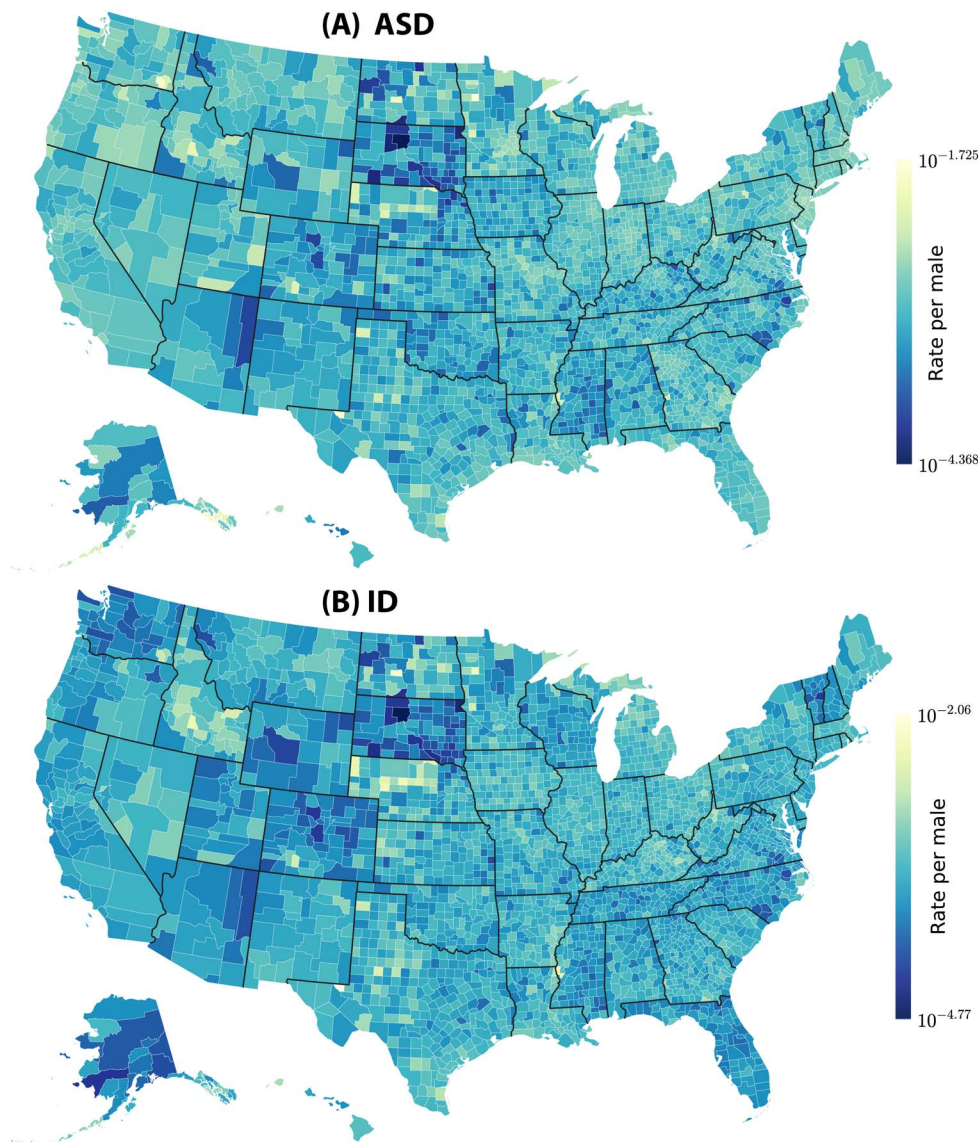 (A) ASD
10^-1.725
Rate per male
10^-4.368
(B) ID
10^-2.06
Rate per male
10^-4.77